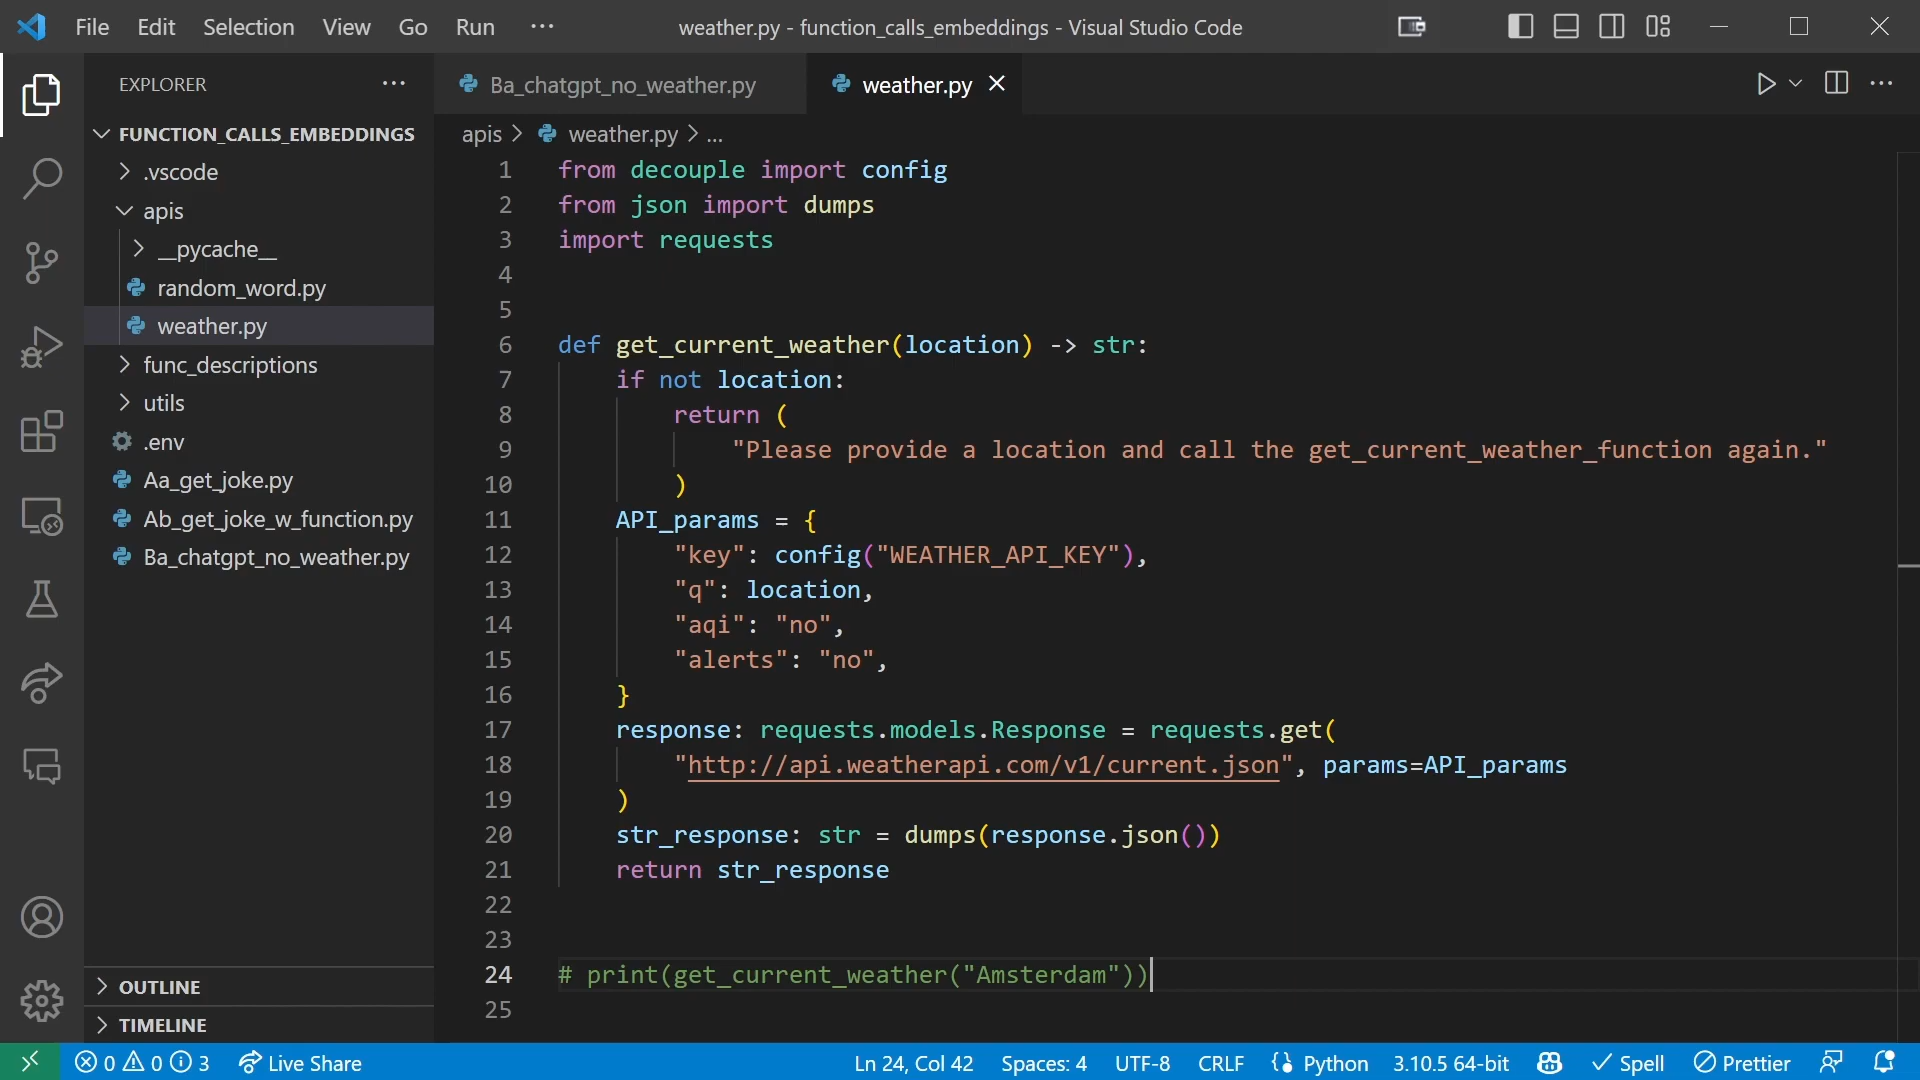 File Edit Selection View Go Run ··· weather.py - function_calls_embeddings - Visual Studio Code
EXPLORER ···
FUNCTION_CALLS_EMBEDDINGS
.vscode
apis
__pycache__
random_word.py
weather.py
func_descriptions
utils
.env
Aa_get_joke.py
Ab_get_joke_w_function.py
Ba_chatgpt_no_weather.py
OUTLINE
TIMELINE
Ba_chatgpt_no_weather.py weather.py
apis > weather.py > ...
1 from decouple import config
2 from json import dumps
3 import requests
4
5
6 def get_current_weather(location) -> str:
7 if not location:
8 return (
9 "Please provide a location and call the get_current_weather_function again."
10 )
11 API_params = {
12 "key": config("WEATHER_API_KEY"),
13 "q": location,
14 "aqi": "no",
15 "alerts": "no",
16 }
17 response: requests.models.Response = requests.get(
18 "http://api.weatherapi.com/v1/current.json", params=API_params
19 )
20 str_response: str = dumps(response.json())
21 return str_response
22
23
24 # print(get_current_weather("Amsterdam"))
25
0 0 3 Live Share Ln 24, Col 42 Spaces: 4 UTF-8 CRLF Python 3.10.5 64-bit Spell Prettier